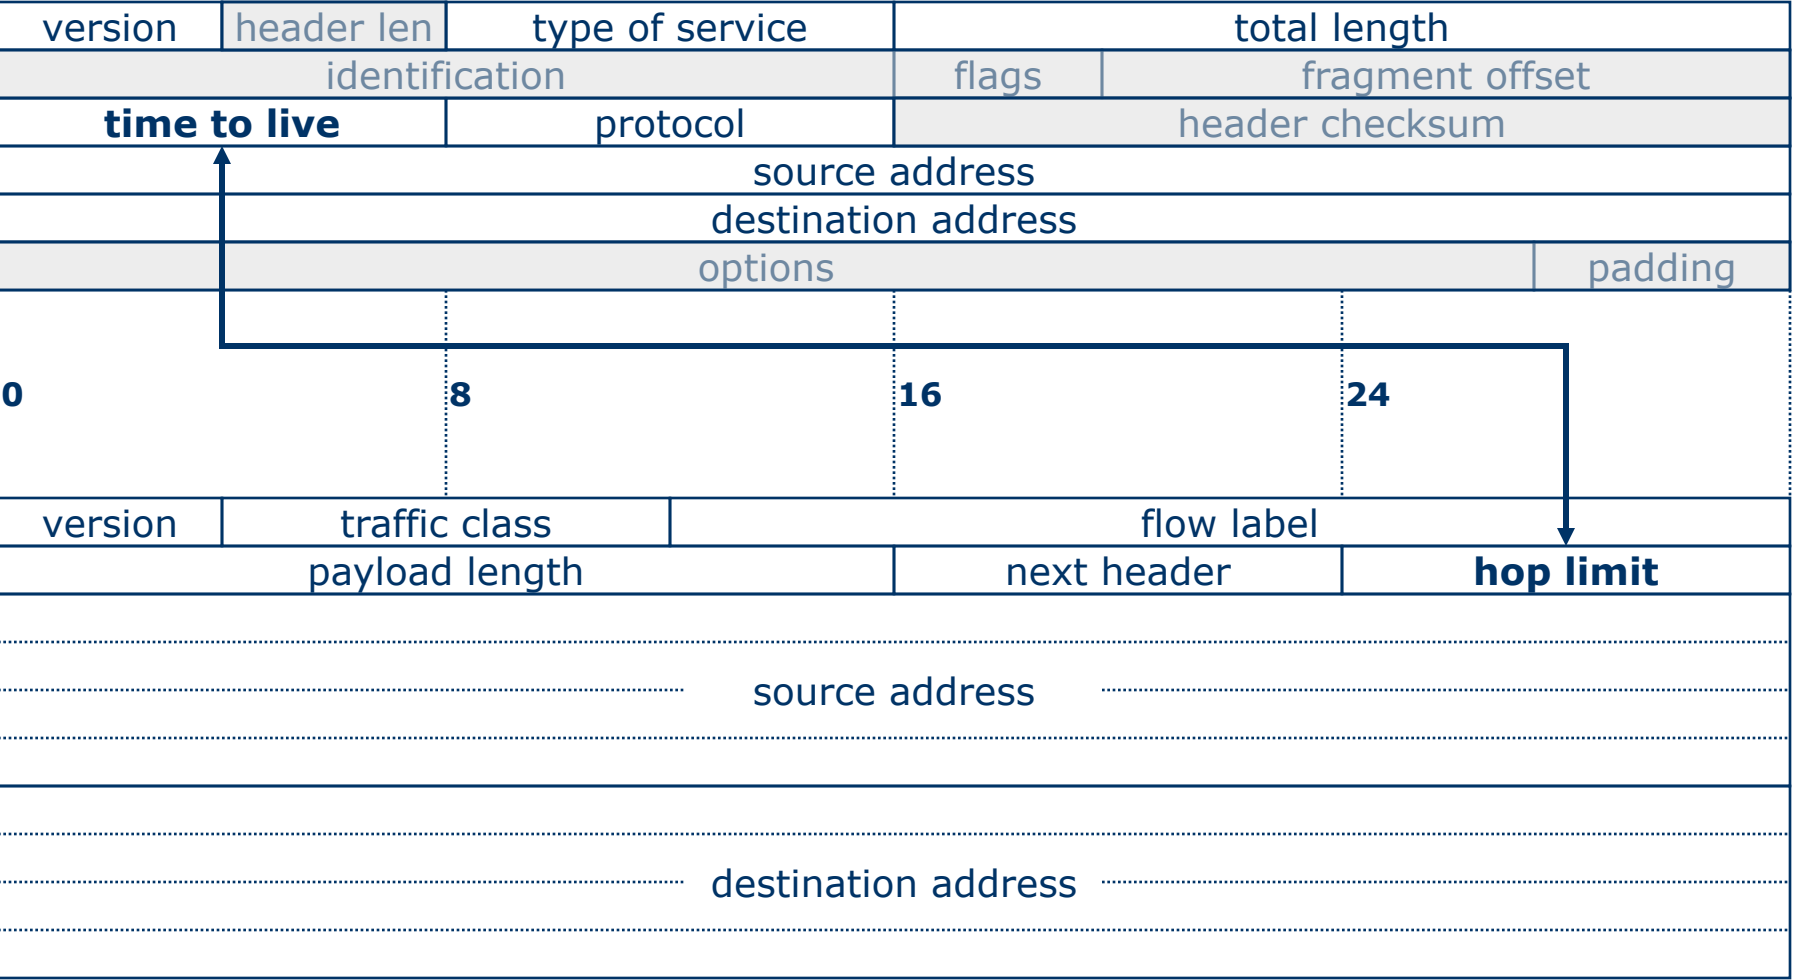 version header len type of service total length
identification flags fragment offset
time to live protocol header checksum
source address
destination address
options padding
0 8 16 24
version traffic class flow label
payload length next header hop limit
source address
destination address